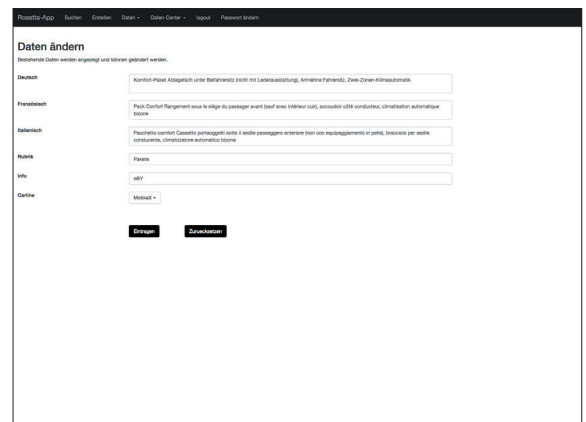 Rosetta-App Buchen Erstellen Daten Daten-Center logout Passwort ändern
Daten ändern
Bestehende Daten werden angezeigt und können geändert werden.
Deutsch
Komfort-Paket Ablagefach unter Beifahrersitz (nicht mit Lederausstattung), Armlehne Fahrersitz, Zwei-Zonen-Klimaautomatik
Französisch
Pack Confort Rangement sous le siège du passager avant (sauf avec intérieur cuir), accoudoir côté conducteur, climatisation automatique
bizone
Italienisch
Pacchetto comfort Cassetto portaoggetti sotto il sedile passeggero anteriore (non con equipaggiamento in pelle), bracciolo per sedile
conducente, climatizzatore automatico bizona
Rubrik
Pakete
Info
Carline
MokkaX
Eintragen Zuruecksetzen